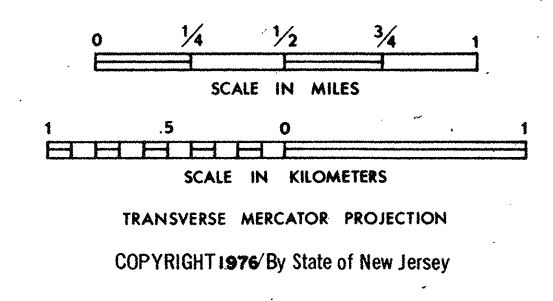 0 1/4 1/2 3/4 1
SCALE IN MILES
1 .5 0 1
SCALE IN KILOMETERS
TRANSVERSE MERCATOR PROJECTION
COPYRIGHT 1976/By State of New Jersey